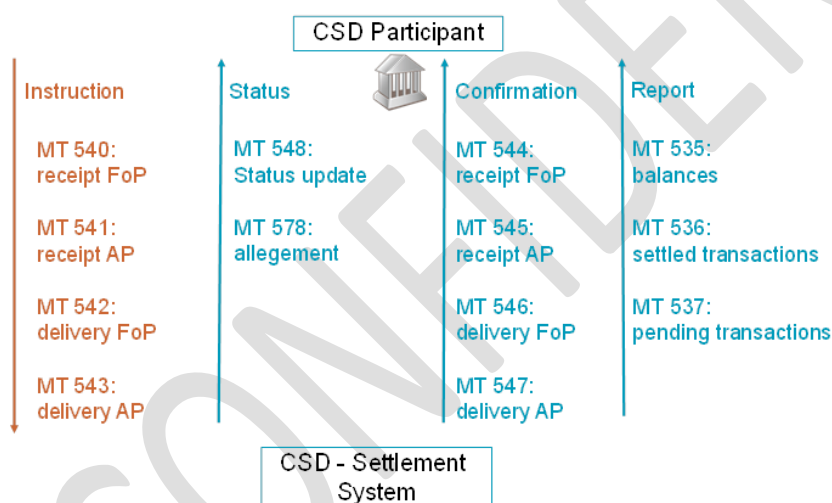 CSD Participant
Instruction
MT 540:
receipt FoP
MT 541:
receipt AP
MT 542:
delivery FoP
MT 543:
delivery AP
Status
MT 548:
Status update
MT 578:
allegement
Confirmation
MT 544:
receipt FoP
MT 545:
receipt AP
MT 546:
delivery FoP
MT 547:
delivery AP
Report
MT 535:
balances
MT 536:
settled transactions
MT 537:
pending transactions
CSD - Settlement
System